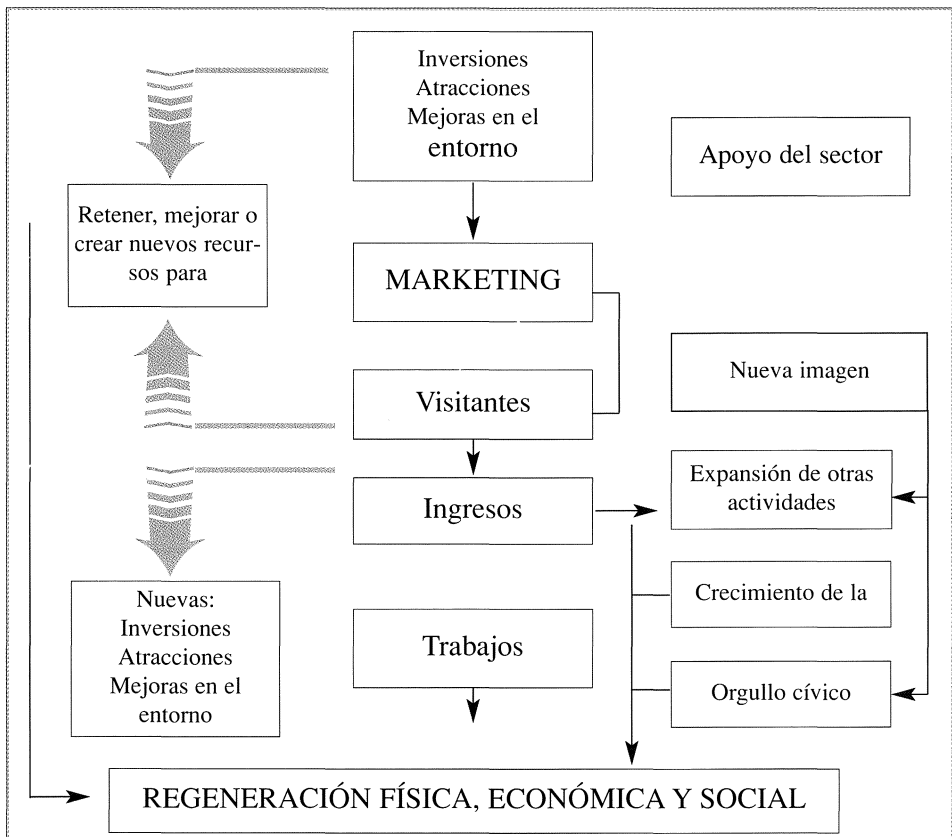 Inversiones
Atracciones
Mejoras en el
entorno
Apoyo del sector
Retener, mejorar o
crear nuevos recur-
sos para
MARKETING
Nueva imagen
Visitantes
Expansión de otras
actividades
Ingresos
Nuevas:
Inversiones
Atracciones
Mejoras en el
entorno
Crecimiento de la
Trabajos
Orgullo cívico
REGENERACIÓN FÍSICA, ECONÓMICA Y SOCIAL